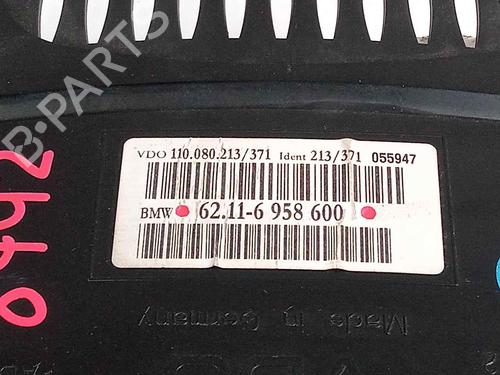 B-PARTS
VDO 110.080.213/371 Ident 213/371 055947
BMW 62.11-6 958 600
Made in
Germany